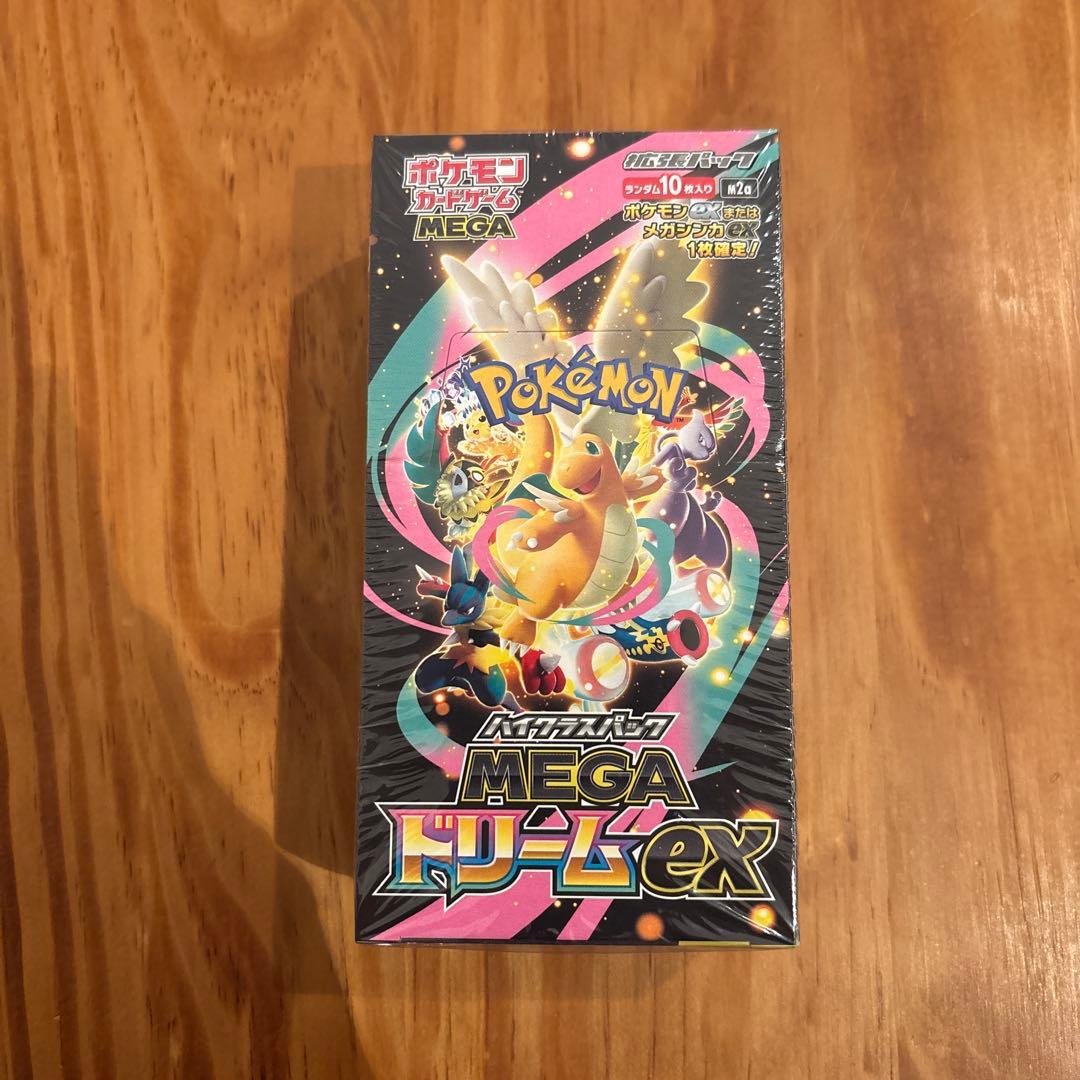 ポケモン
カードゲーム
MEGA
拡張パック
ランダム10枚入り M2a
ポケモンexまたは
メガシンカex
1枚確定!
POKéMON
TM
ハイクラスパック
MEGA
ドリームex